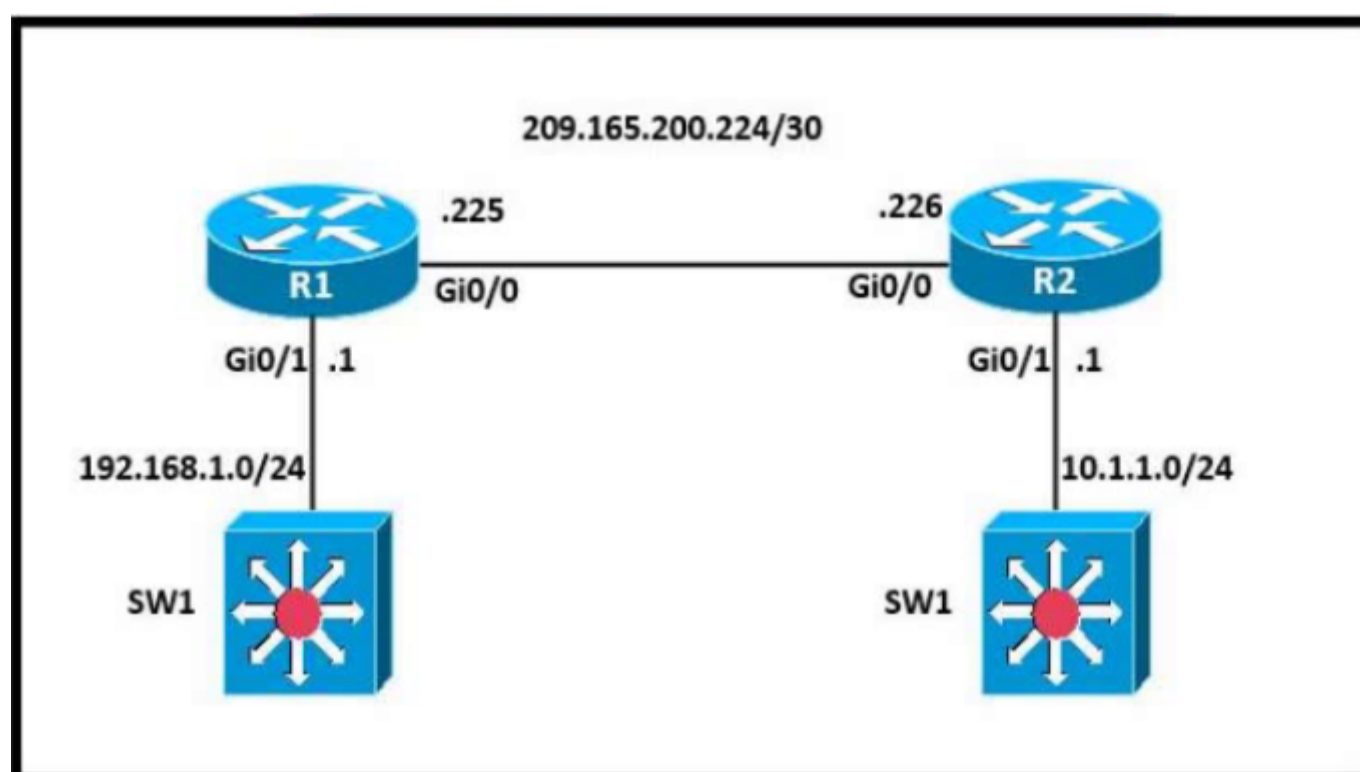 209.165.200.224/30
.225
.226
R1
R2
Gi0/0
Gi0/0
Gi0/1 .1
Gi0/1 .1
192.168.1.0/24
10.1.1.0/24
SW1
SW1